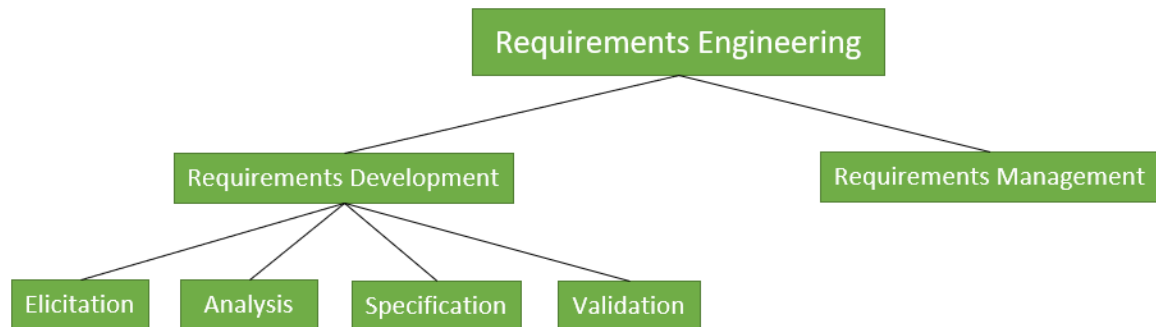 Requirements Engineering
Requirements Development
Requirements Management
Elicitation
Analysis
Specification
Validation